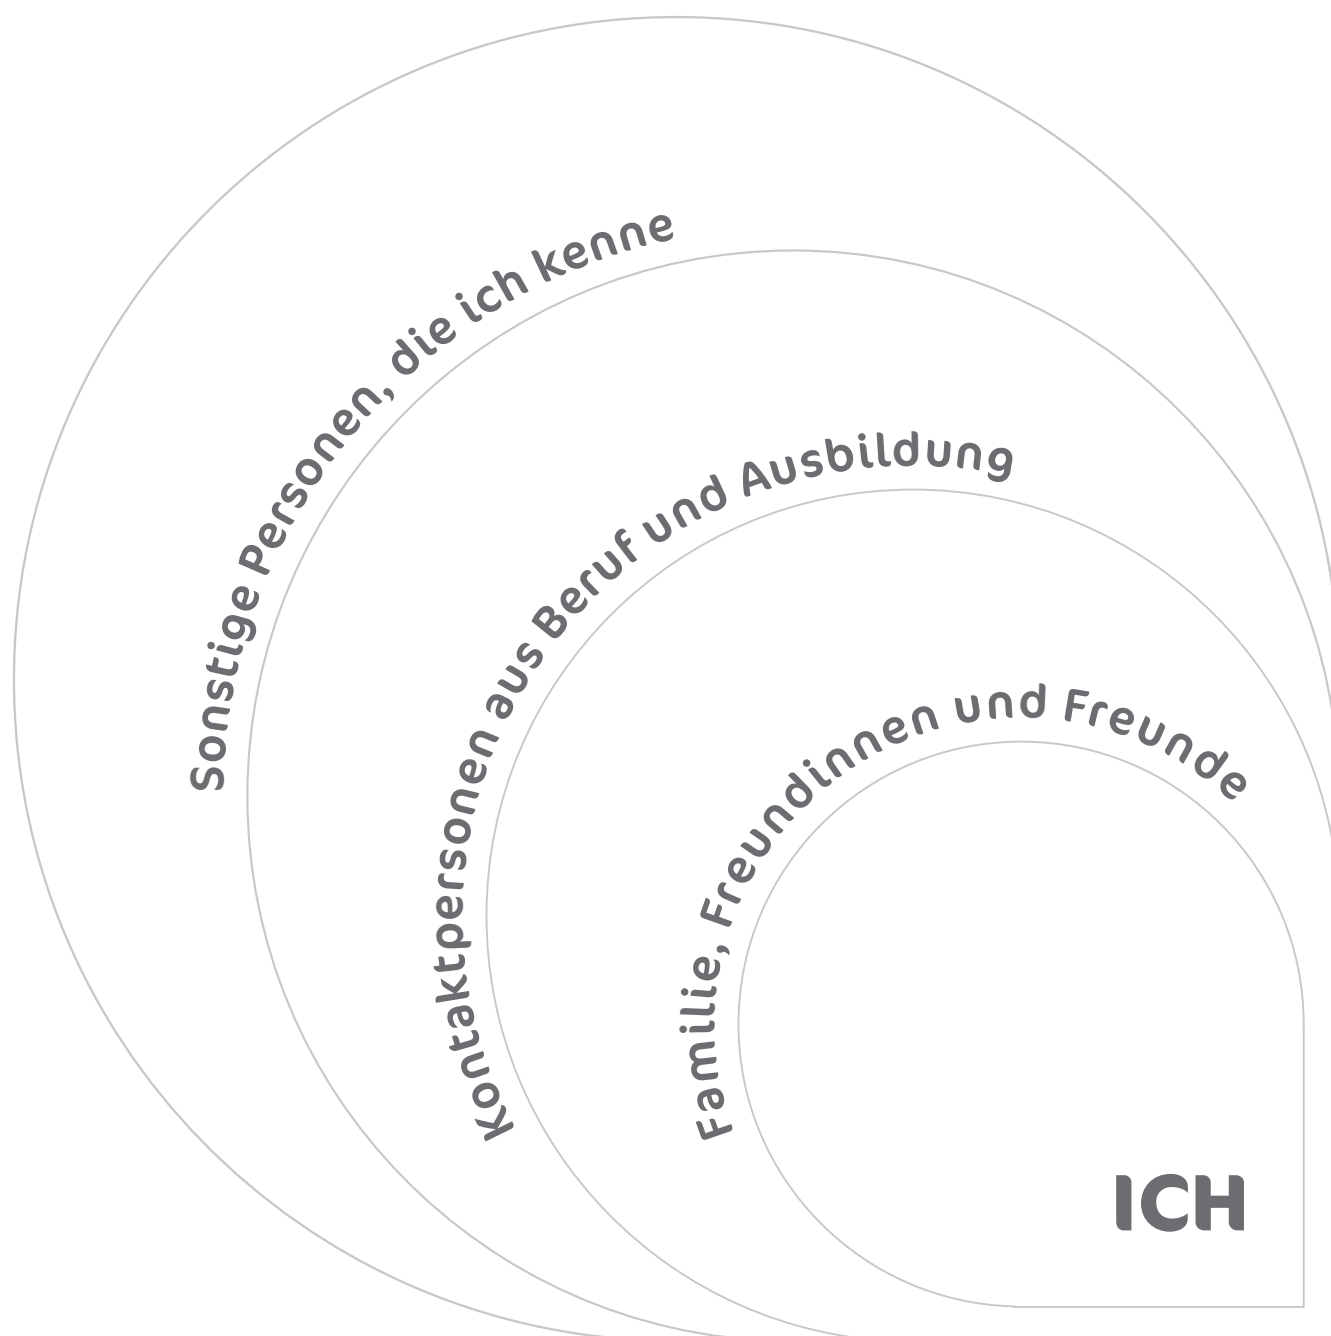 Sonstige Personen, die ich kenne
Kontaktpersonen aus Beruf und Ausbildung
Familie, Freundinnen und Freunde
ICH